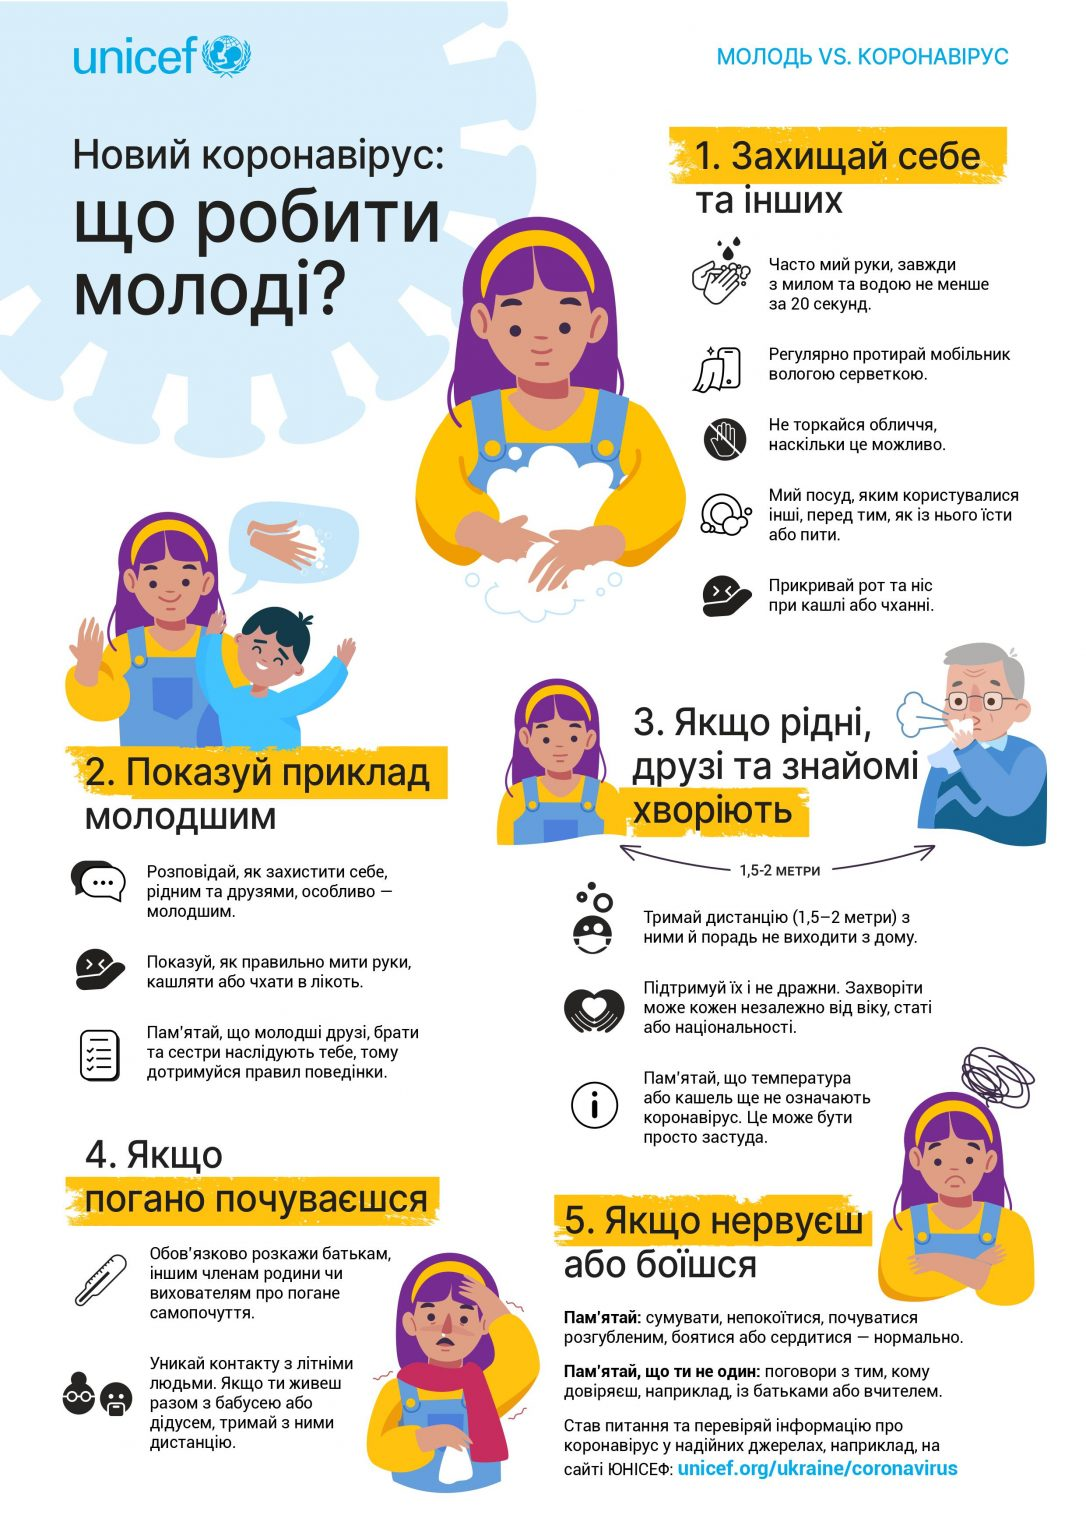 unicef
МОЛОДЬ VS. КОРОНАВІРУС
Новий коронавірус:
що робити
молоді?
1. Захищай себе
та інших
Часто мий руки, завжди
з милом та водою не менше
за 20 секунд.
Регулярно протирай мобільник
вологою серветкою.
Не торкайся обличчя,
наскільки це можливо.
Мий посуд, яким користувалися
інші, перед тим, як із нього їсти
або пити.
Прикривай рот та ніс
при кашлі або чханні.
2. Показуй приклад
молодшим
Розповідай, як захистити себе,
рідним та друзями, особливо —
молодшим.
Показуй, як правильно мити руки,
кашляти або чхати в лікоть.
Пам'ятай, що молодші друзі, брати
та сестри наслідують тебе, тому
дотримуйся правил поведінки.
3. Якщо рідні,
друзі та знайомі
хворіють
1,5-2 МЕТРИ
Тримай дистанцію (1,5–2 метри) з
ними й порадь не виходити з дому.
Підтримуй їх і не дражни. Захворіти
може кожен незалежно від віку, статі
або національності.
Пам'ятай, що температура
або кашель ще не означають
коронавірус. Це може бути
просто застуда.
4. Якщо
погано почуваєшся
Обов'язково розкажи батькам,
іншим членам родини чи
вихователям про погане
самопочуття.
Уникай контакту з літніми
людьми. Якщо ти живеш
разом з бабусею або
дідусем, тримай з ними
дистанцію.
5. Якщо нервуєш
або боїшся
Пам'ятай: сумувати, непокоїтися, почуватися
розгубленим, боятися або сердитися — нормально.
Пам'ятай, що ти не один: поговори з тим, кому
довіряєш, наприклад, із батьками або вчителем.
Став питання та перевіряй інформацію про
коронавірус у надійних джерелах, наприклад, на
сайті ЮНІСЕФ: unicef.org/ukraine/coronavirus